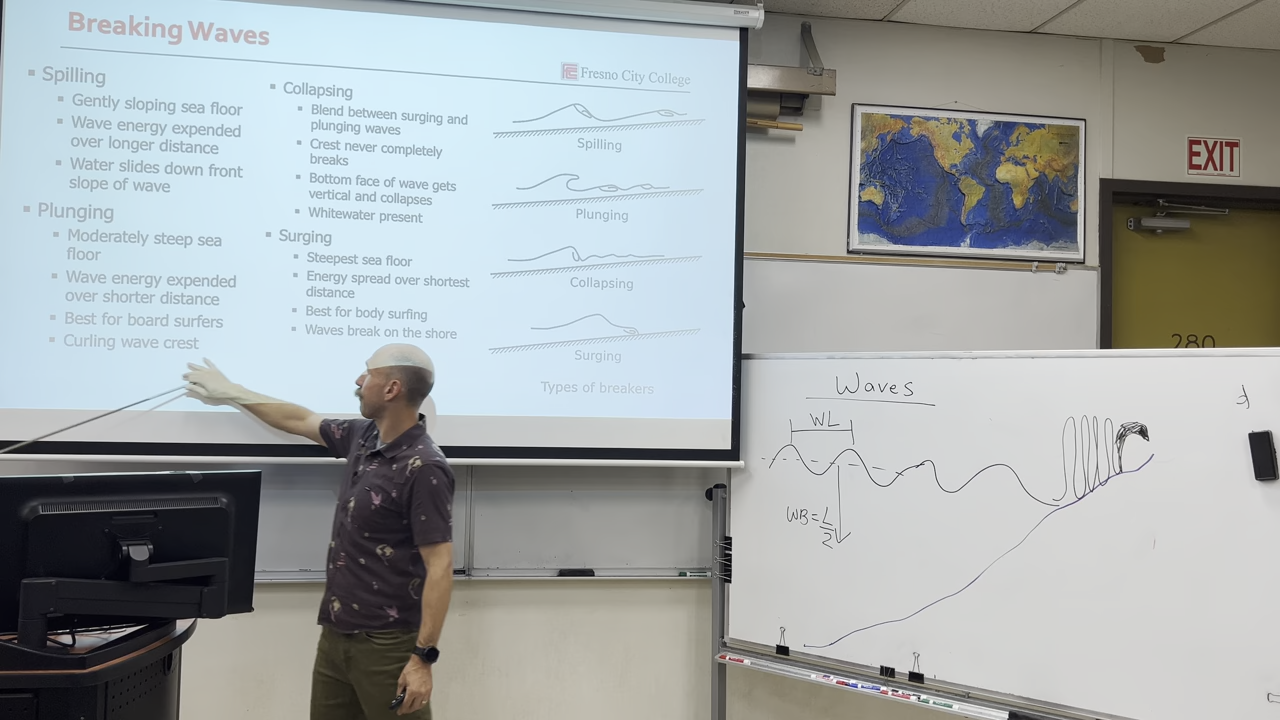 Breaking Waves
Fresno City College
▪ Spilling
▪ Gently sloping sea floor
▪ Wave energy expended
over longer distance
▪ Water slides down front
slope of wave
▪ Plunging
▪ Moderately steep sea
floor
▪ Wave energy expended
over shorter distance
▪ Best for board surfers
▪ Curling wave crest
▪ Collapsing
▪ Blend between surging and
plunging waves
▪ Crest never completely
breaks
▪ Bottom face of wave gets
vertical and collapses
▪ Whitewater present
▪ Surging
▪ Steepest sea floor
▪ Energy spread over shortest
distance
▪ Best for body surfing
▪ Waves break on the shore
Spilling
Plunging
Collapsing
Surging
Types of breakers
EXIT
280
Waves
WL
WB = L/2